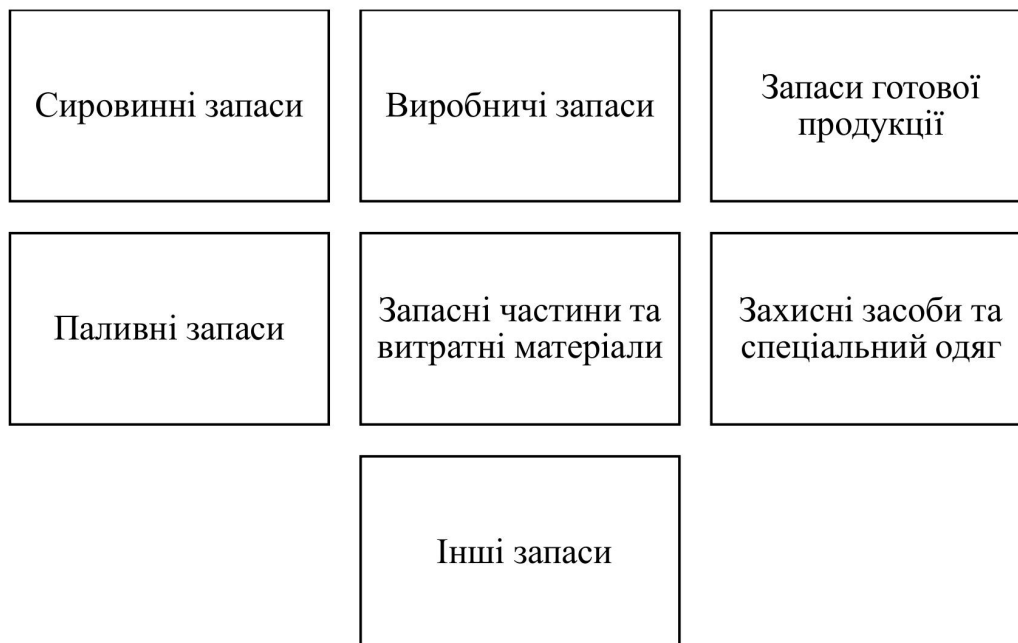 Сировинні запаси
Виробничі запаси
Запаси готової
продукції
Паливні запаси
Запасні частини та
витратні матеріали
Захисні засоби та
спеціальний одяг
Інші запаси